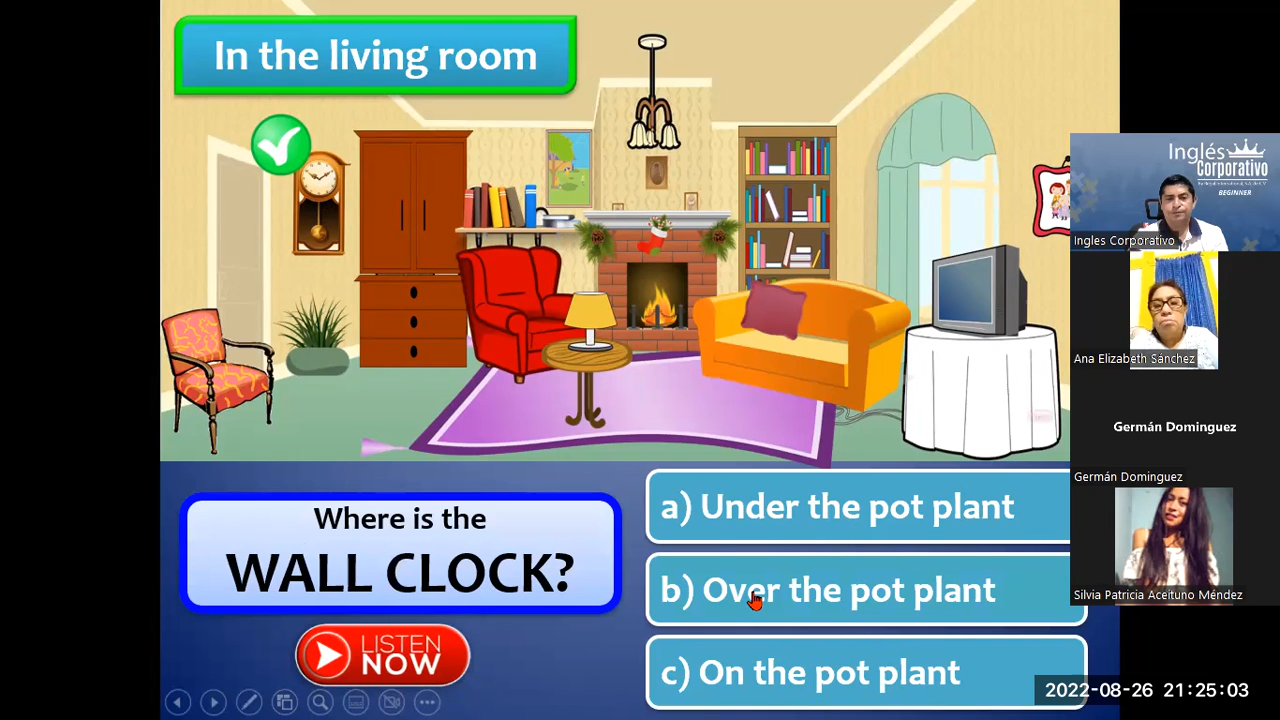 In the living room
Where is the
WALL CLOCK?
LISTEN
NOW
a) Under the pot plant
b) Over the pot plant
c) On the pot plant
Inglés
Corporativo
BEGINNER
Ingles Corporativo
Ana Elizabeth Sánchez
Germán Dominguez
Germán Dominguez
Silvia Patricia Aceituno Méndez
2022-08-26 21:25:03